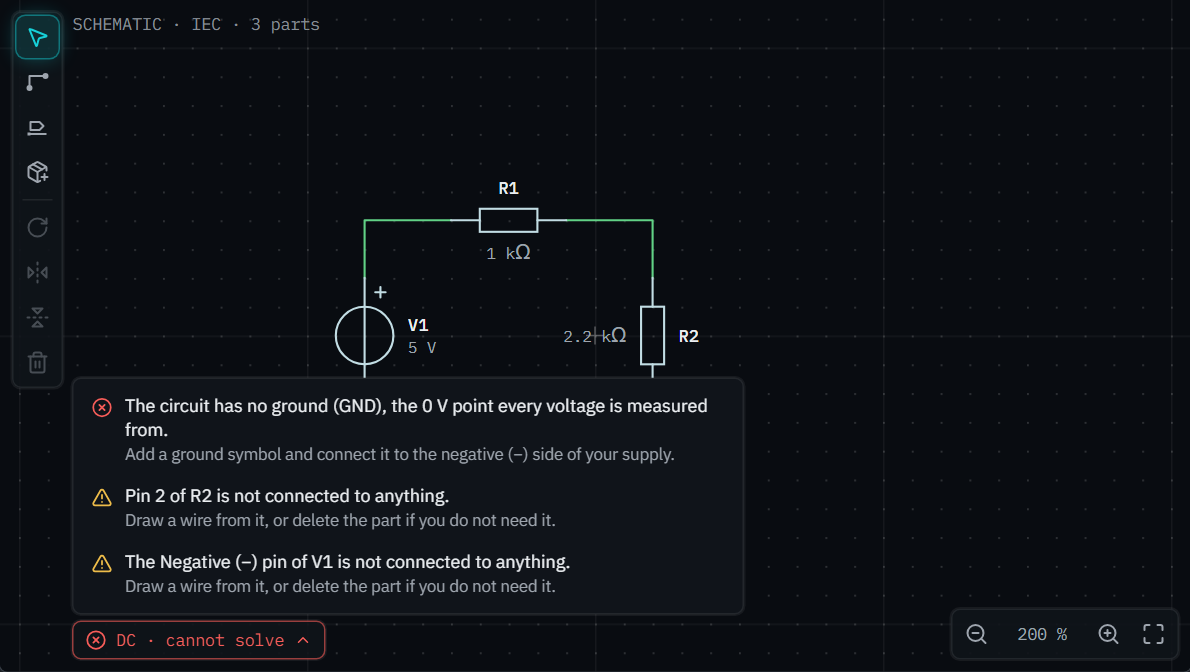 SCHEMATIC · IEC · 3 parts
R1
1 kΩ
+
V1
5 V
2.2 kΩ
R2
The circuit has no ground (GND), the 0 V point every voltage is measured
from.
Add a ground symbol and connect it to the negative (−) side of your supply.
Pin 2 of R2 is not connected to anything.
Draw a wire from it, or delete the part if you do not need it.
The Negative (−) pin of V1 is not connected to anything.
Draw a wire from it, or delete the part if you do not need it.
DC · cannot solve
200 %